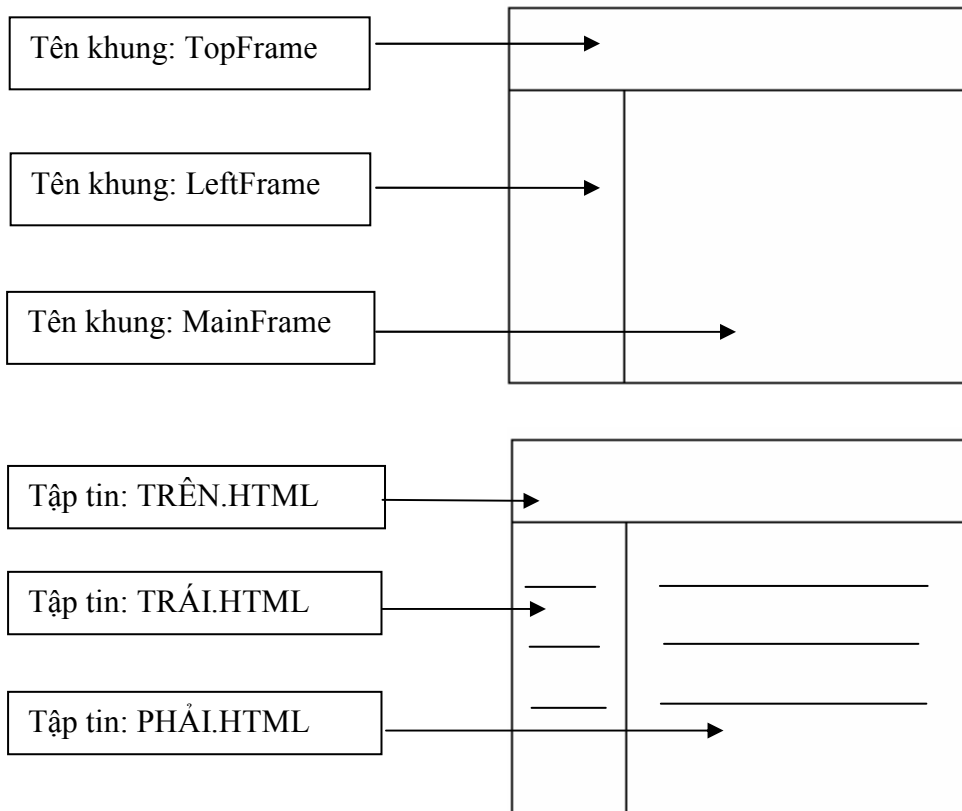 Tên khung: TopFrame
Tên khung: LeftFrame
Tên khung: MainFrame
Tập tin: TRÊN.HTML
Tập tin: TRÁI.HTML
Tập tin: PHẢI.HTML